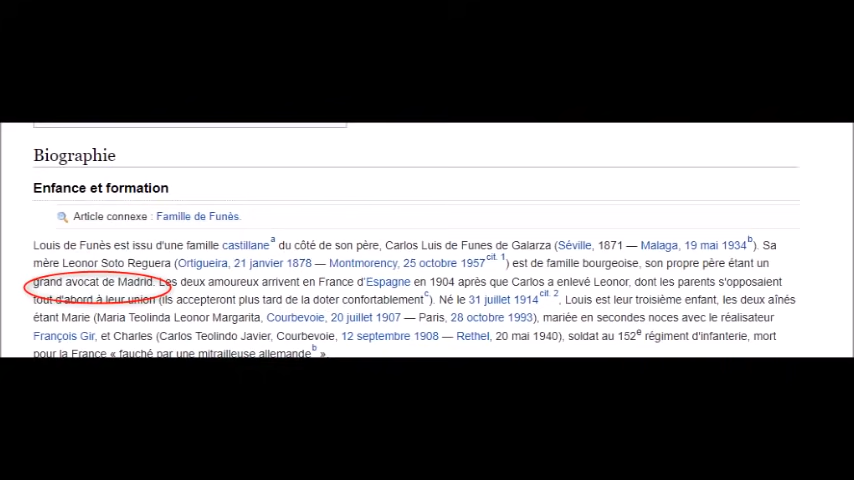 Biographie
Enfance et formation
Article connexe : Famille de Funès.
Louis de Funès est issu d'une famille castillane a du côté de son père, Carlos Luis de Funes de Galarza (Séville, 1871 — Malaga, 19 mai 1934 b). Sa
mère Leonor Soto Reguera (Ortigueira, 21 janvier 1878 — Montmorency, 25 octobre 1957 cit. 1) est de famille bourgeoise, son propre père étant un
grand avocat de Madrid. Les deux amoureux arrivent en France d'Espagne en 1904 après que Carlos a enlevé Leonor, dont les parents s'opposaient
tout d'abord à leur union (ils accepteront plus tard de la doter confortablement c). Né le 31 juillet 1914 cit. 2, Louis est leur troisième enfant, les deux aînés
étant Marie (Maria Teolinda Leonor Margarita, Courbevoie, 20 juillet 1907 — Paris, 28 octobre 1993), mariée en secondes noces avec le réalisateur
François Gir, et Charles (Carlos Teolindo Javier, Courbevoie, 12 septembre 1908 — Rethel, 20 mai 1940), soldat au 152e régiment d'infanterie, mort
pour la France « fauché par une mitrailleuse allemande b ».